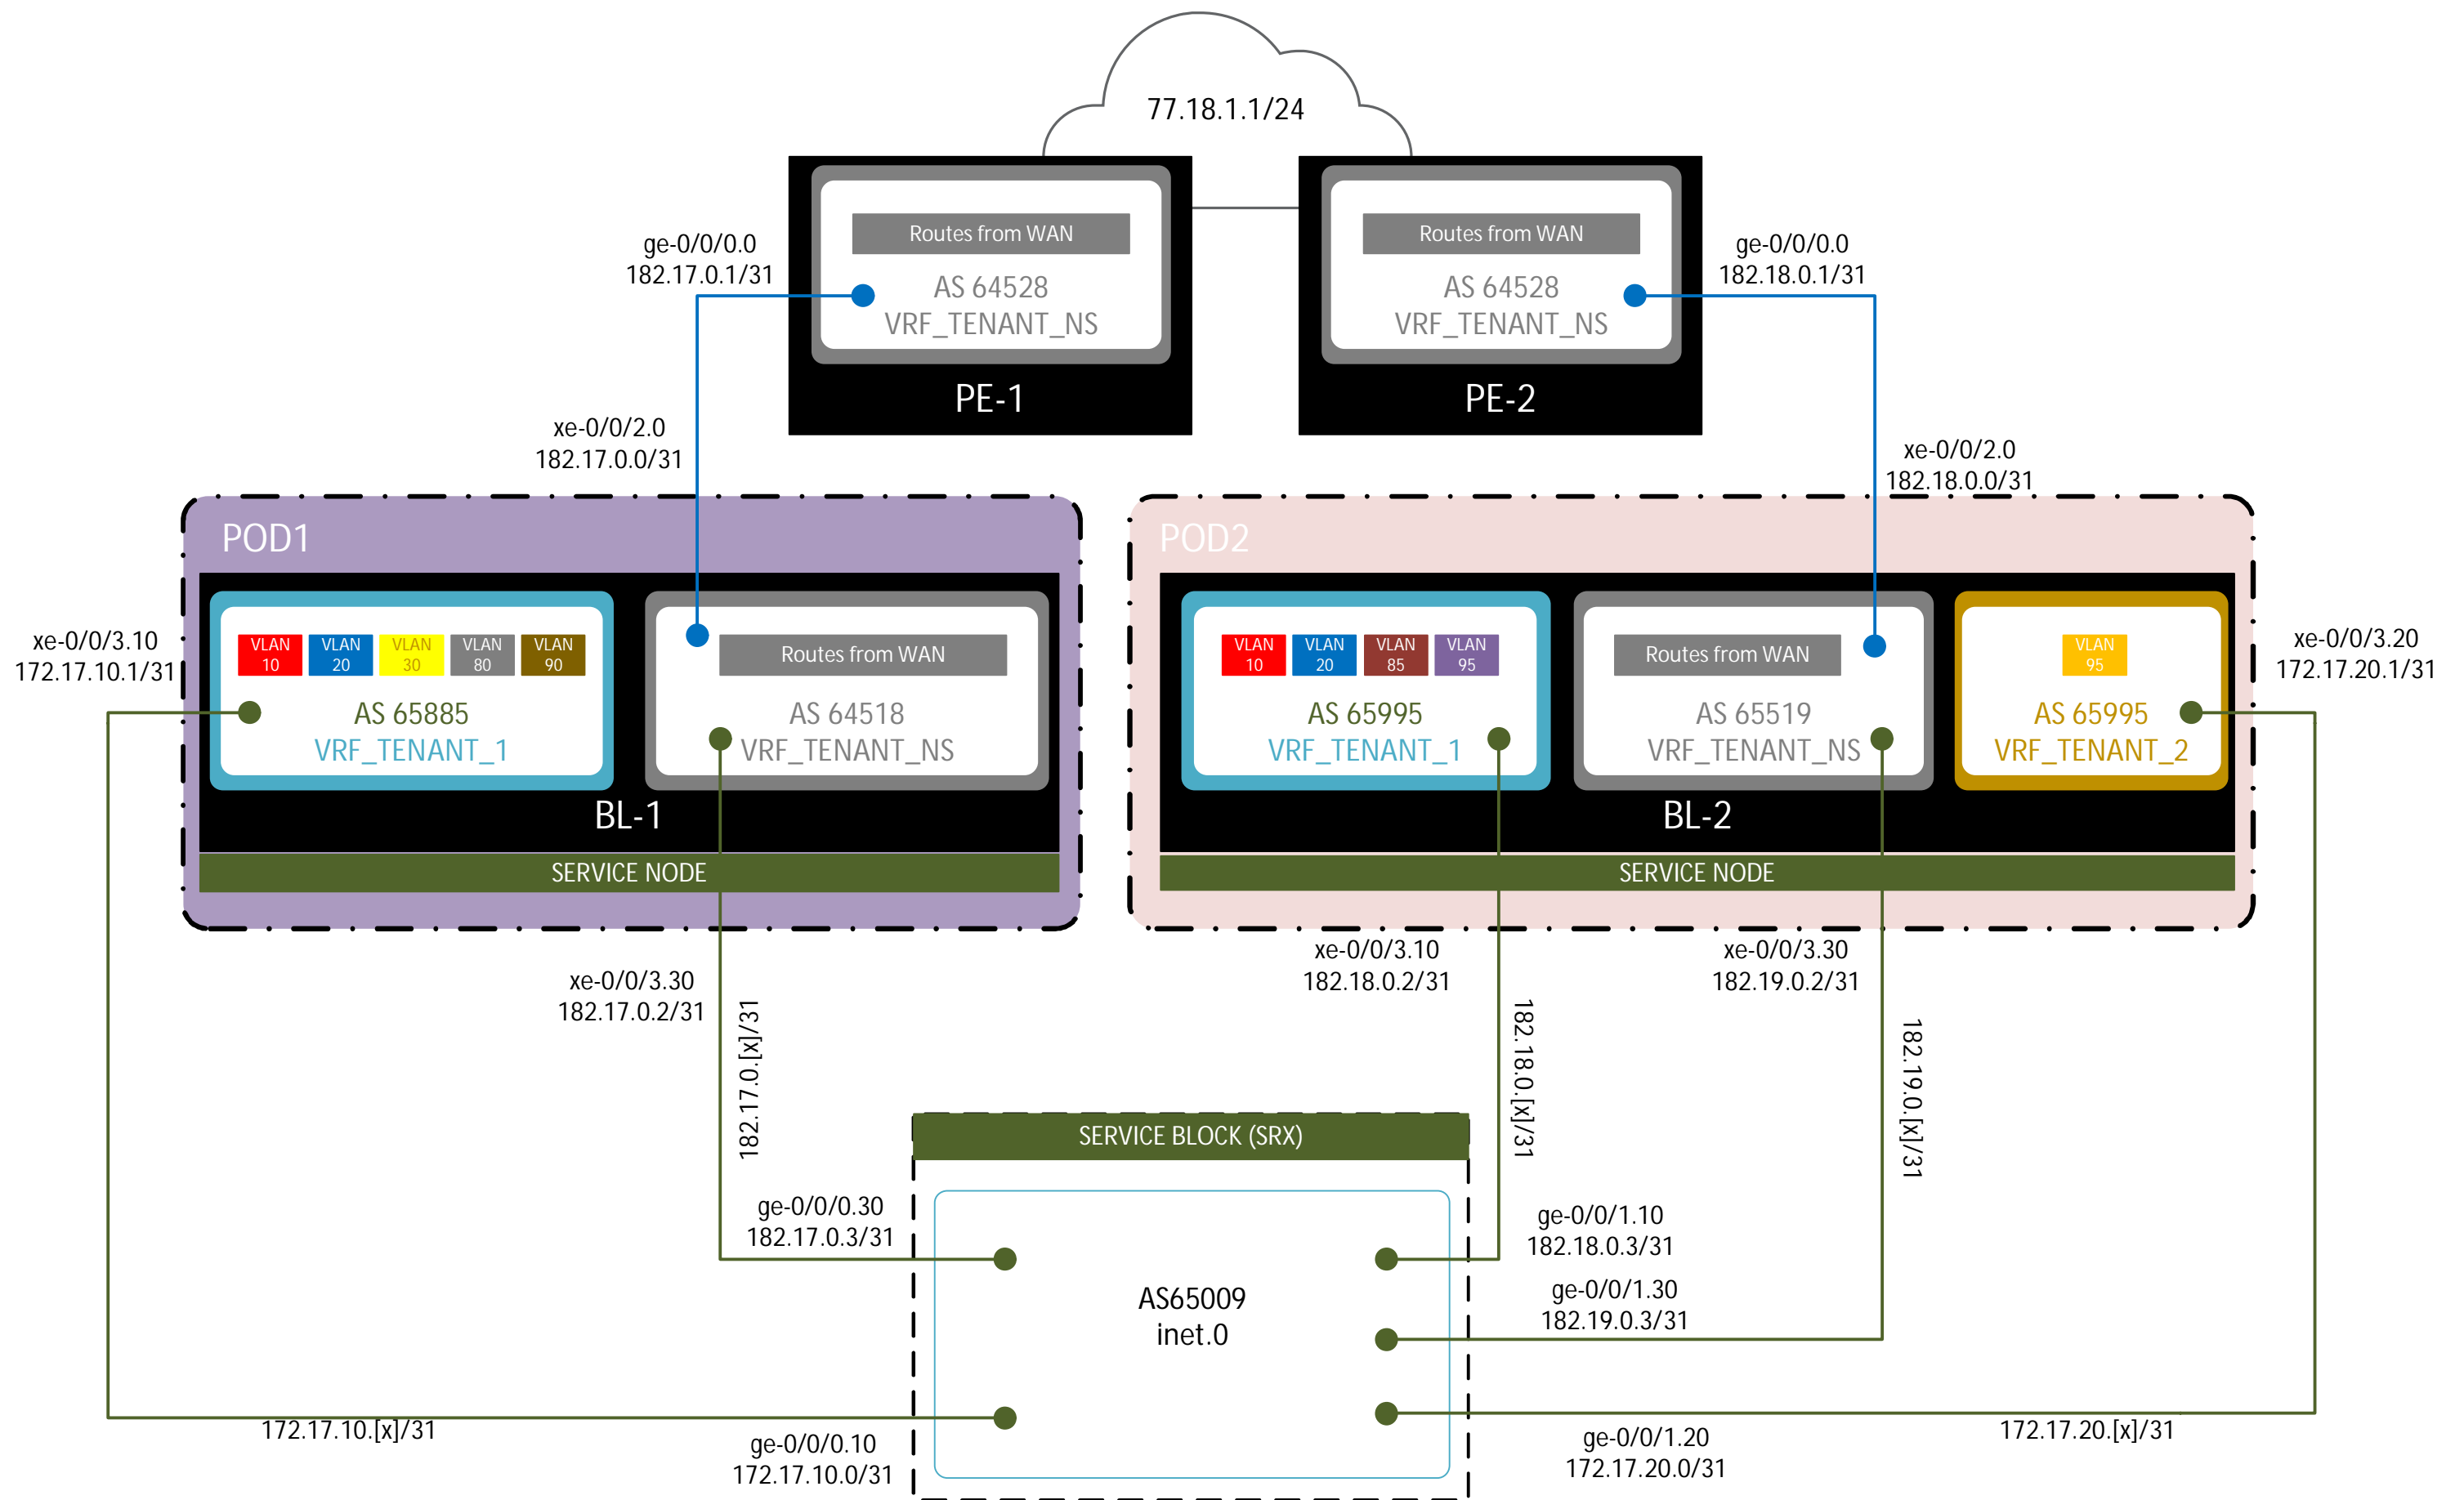 77.18.1.1/24
Routes from WAN
AS 64528
VRF_TENANT_NS
PE-1
Routes from WAN
AS 64528
VRF_TENANT_NS
PE-2
ge-0/0/0.0
182.17.0.1/31
ge-0/0/0.0
182.18.0.1/31
xe-0/0/2.0
182.17.0.0/31
xe-0/0/2.0
182.18.0.0/31
POD1
xe-0/0/3.10
172.17.10.1/31
VLAN
10
VLAN
20
VLAN
30
VLAN
80
VLAN
90
AS 65885
VRF_TENANT_1
Routes from WAN
AS 64518
VRF_TENANT_NS
BL-1
SERVICE NODE
POD2
VLAN
10
VLAN
20
VLAN
85
VLAN
95
AS 65995
VRF_TENANT_1
Routes from WAN
AS 65519
VRF_TENANT_NS
VLAN
95
AS 65995
VRF_TENANT_2
xe-0/0/3.20
172.17.20.1/31
BL-2
SERVICE NODE
xe-0/0/3.30
182.17.0.2/31
182.17.0.[x]/31
xe-0/0/3.10
182.18.0.2/31
182.18.0.[x]/31
xe-0/0/3.30
182.19.0.2/31
182.19.0.[x]/31
SERVICE BLOCK (SRX)
ge-0/0/0.30
182.17.0.3/31
ge-0/0/1.10
182.18.0.3/31
AS65009
inet.0
ge-0/0/1.30
182.19.0.3/31
172.17.10.[x]/31
ge-0/0/0.10
172.17.10.0/31
ge-0/0/1.20
172.17.20.0/31
172.17.20.[x]/31